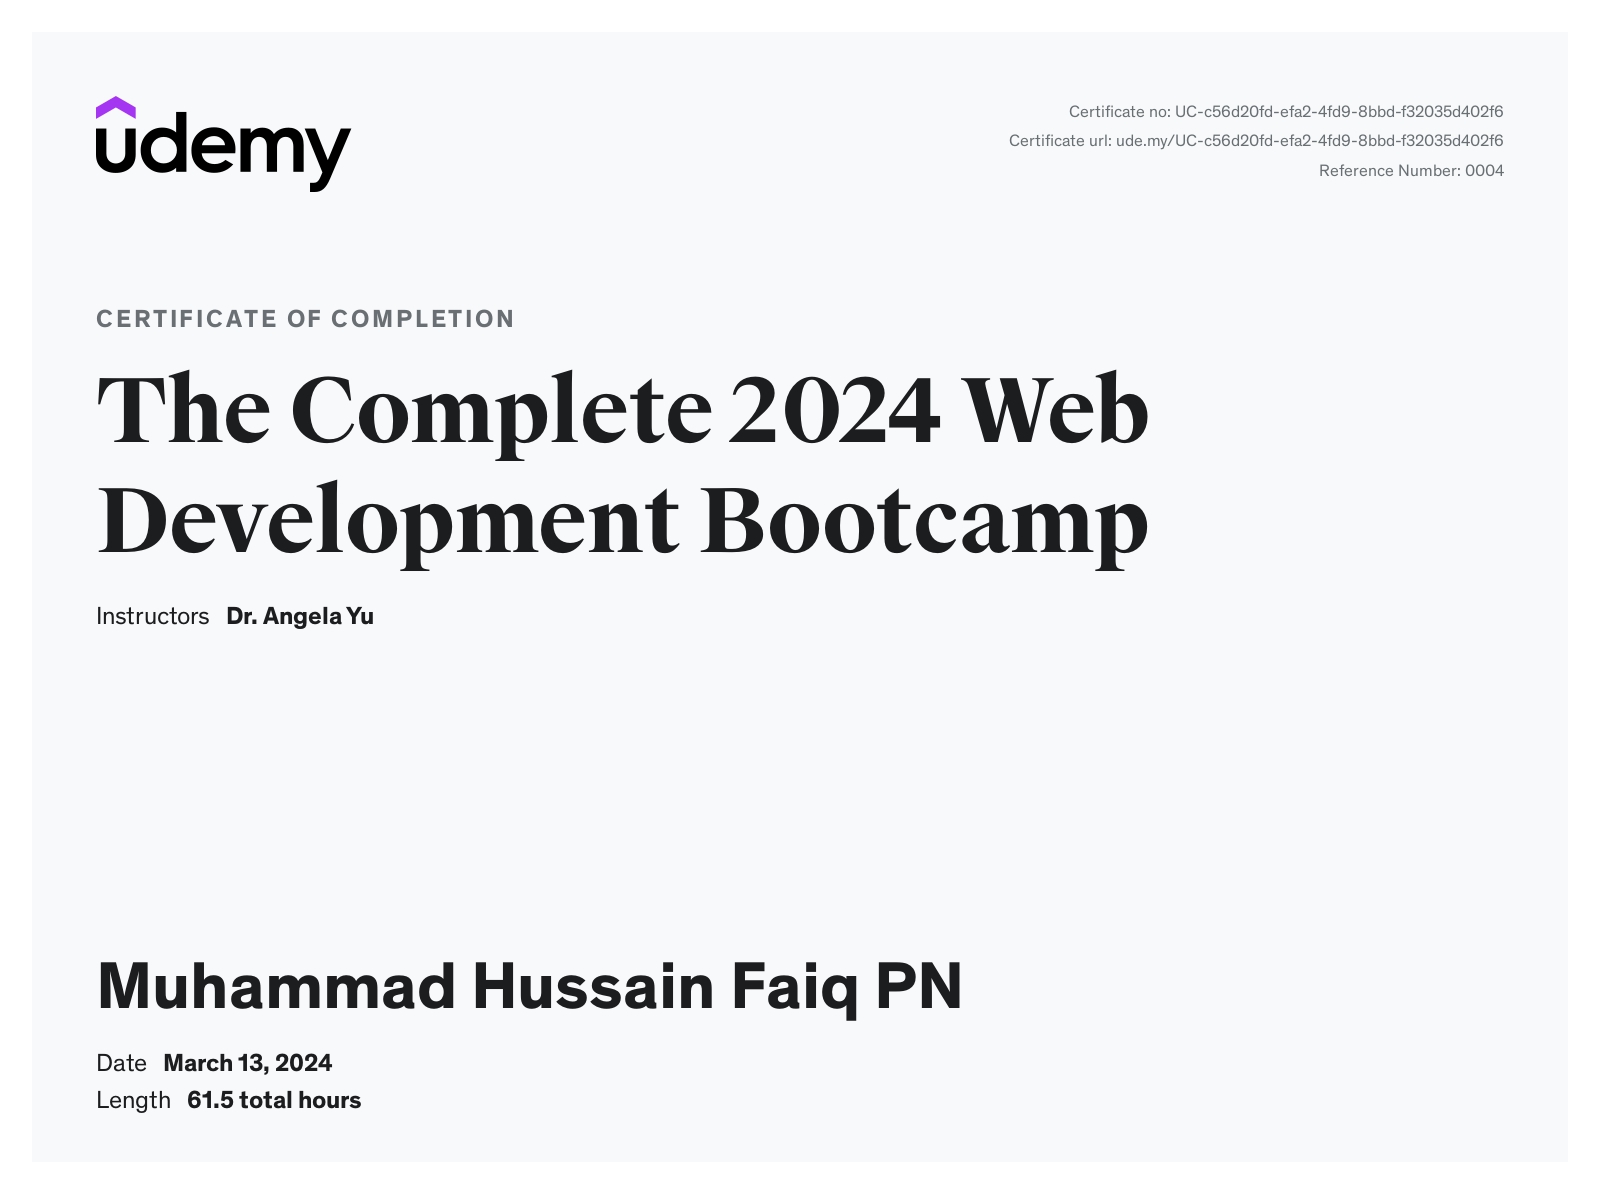 udemy
Certificate no: UC-c56d20fd-efa2-4fd9-8bbd-f32035d402f6
Certificate url: ude.my/UC-c56d20fd-efa2-4fd9-8bbd-f32035d402f6
Reference Number: 0004
CERTIFICATE OF COMPLETION
The Complete 2024 Web
Development Bootcamp
Instructors Dr. Angela Yu
Muhammad Hussain Faiq PN
Date March 13, 2024
Length 61.5 total hours